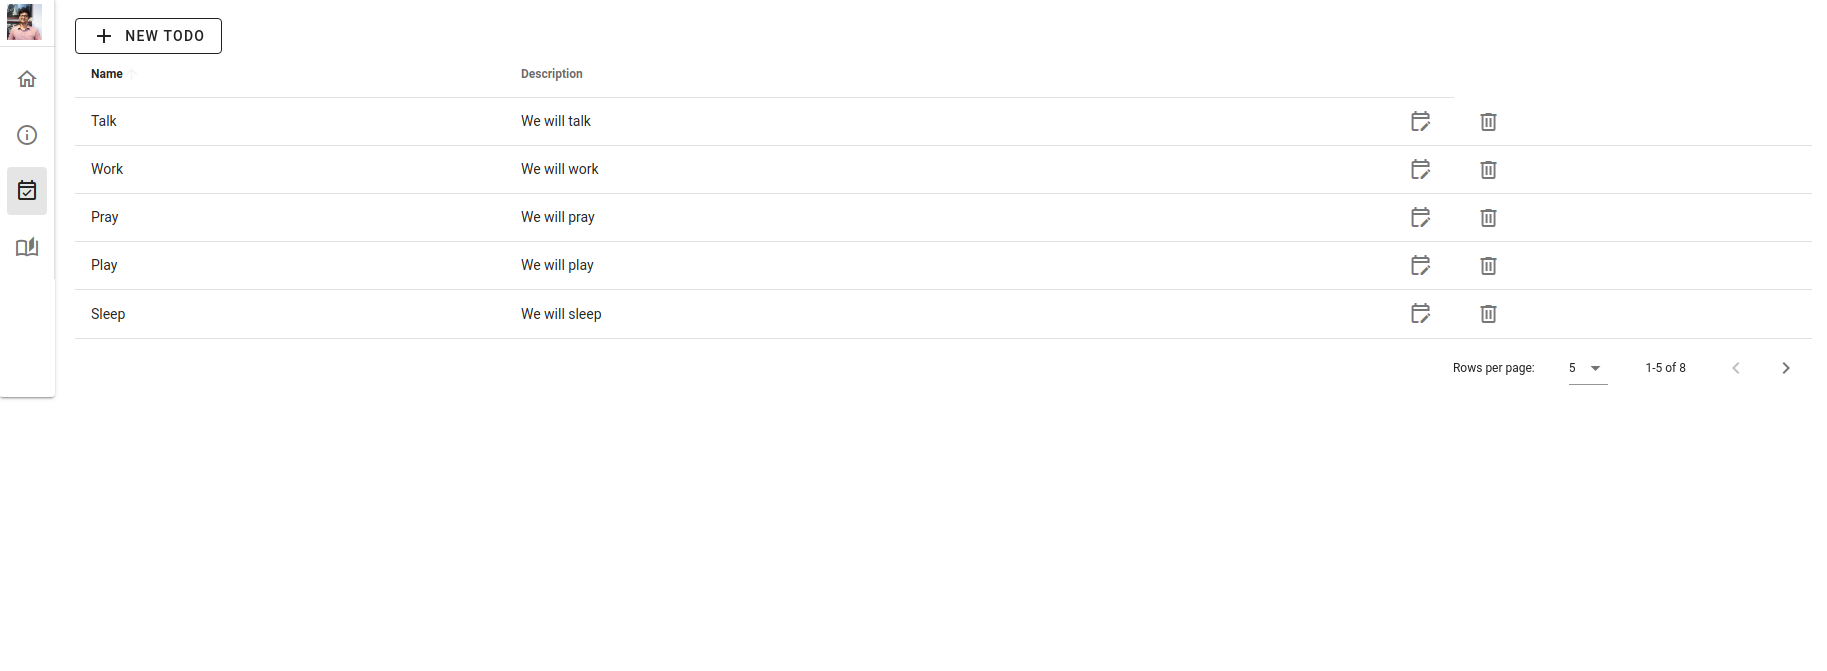 NEW TODO
Name Description
Talk We will talk
Work We will work
Pray We will pray
Play We will play
Sleep We will sleep
Rows per page: 5 1-5 of 8